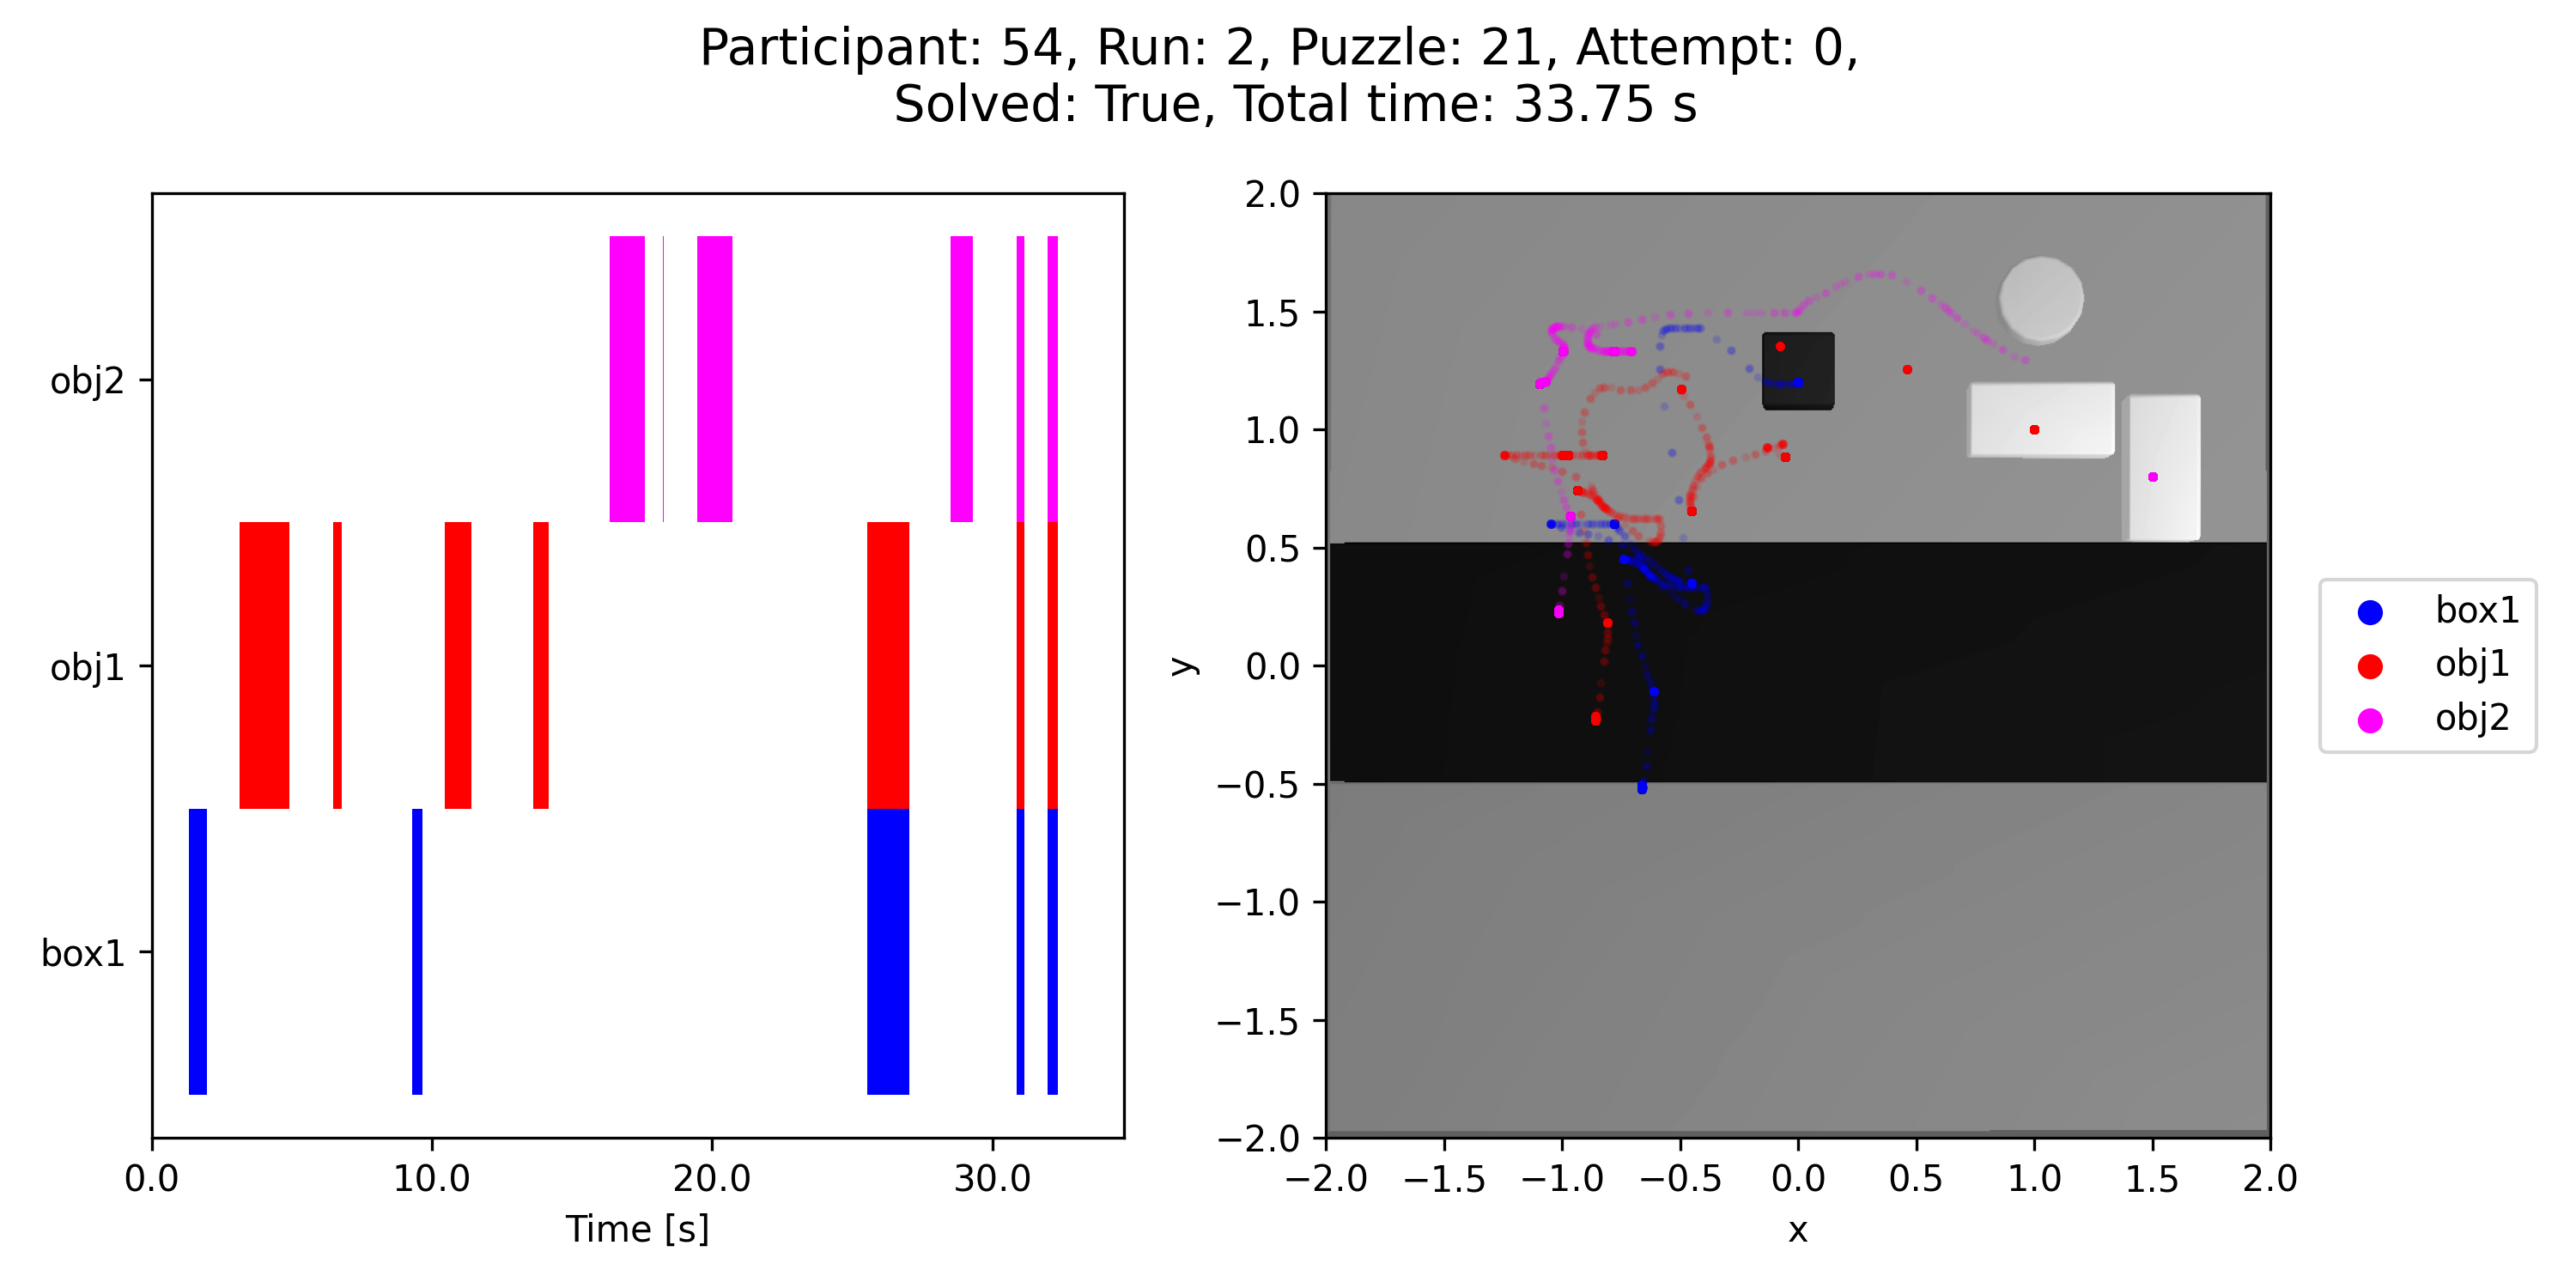 Participant: 54, Run: 2, Puzzle: 21, Attempt: 0,
Solved: True, Total time: 33.75 s
obj2
obj1
box1
0.0 10.0 20.0 30.0
Time [s]
2.0
1.5
1.0
0.5
0.0
−0.5
−1.0
−1.5
−2.0
y
−2.0 −1.5 −1.0 −0.5 0.0 0.5 1.0 1.5 2.0
x
box1
obj1
obj2